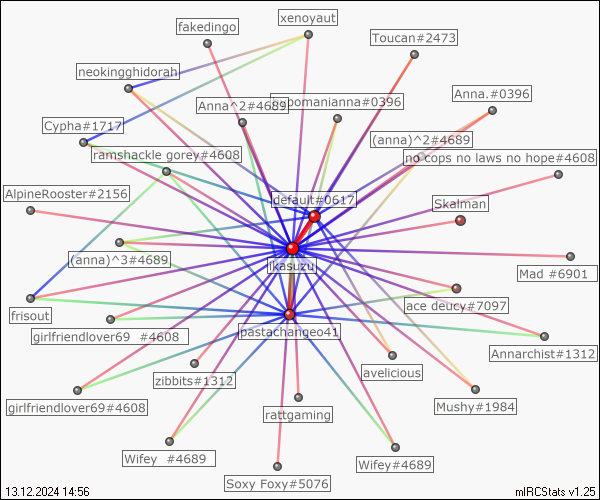 xenoyaut
fakedingo
Toucan#2473
neokingghidorah
Anna.#0396
Anna^2#4689
bomanianna#0396
Cypha#1717
(anna)^2#4689
ramshackle gorey#4608
no cops no laws no hope#4608
AlpineRooster#2156
default#0617
Skalman
(anna)^3#4689
ikasuzu
Mad #6901
frisout
ace deucy#7097
girlfriendlover69 #4608
pastachangeo41
Annarchist#1312
zibbits#1312
avelicious
girlfriendlover69#4608
rattgaming
Mushy#1984
Wifey #4689
Wifey#4689
Soxy Foxy#5076
13.12.2024 14:56
mIRCStats v1.25